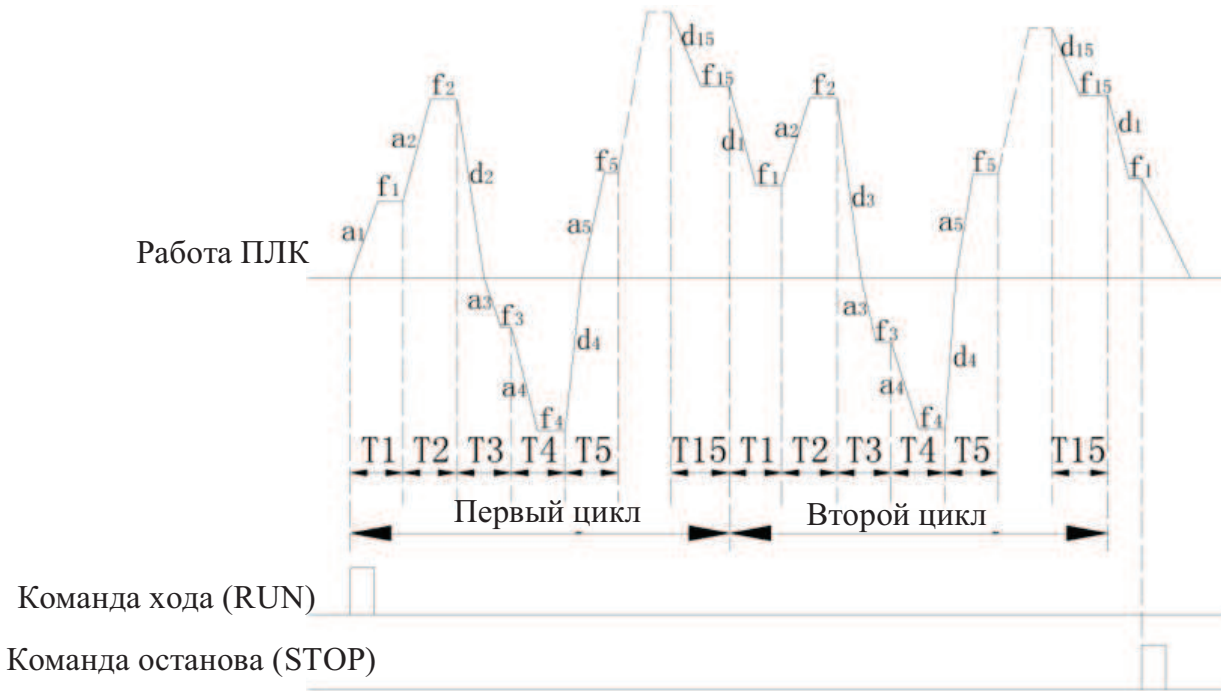 d15
f15
f2
a2
f1
a1
d2
a3
f3
a4
f4
d4
a5
f5
d1
f1
a2
f2
d3
a3
f3
a4
f4
d4
a5
f5
d15
f15
d1
f1
Работа ПЛК
T1 T2 T3 T4 T5 T15 T1 T2 T3 T4 T5 T15
Первый цикл Второй цикл
Команда хода (RUN)
Команда останова (STOP)